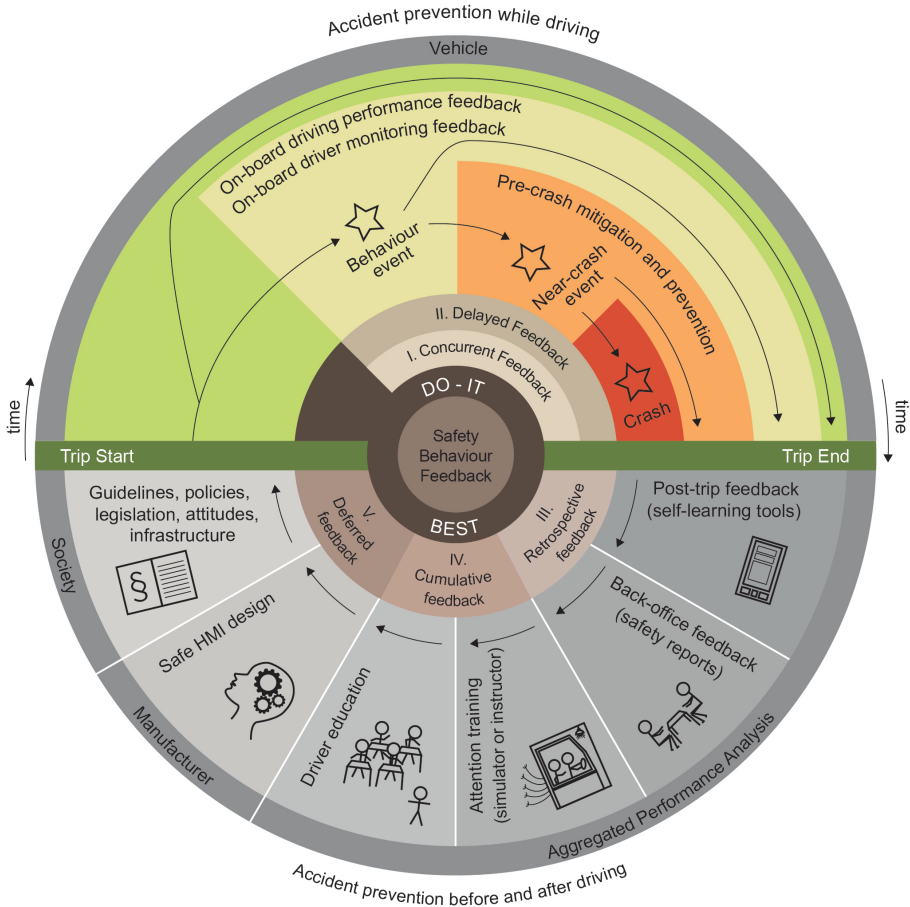 Accident prevention while driving
Vehicle
On-board driving performance feedback
On-board driver monitoring feedback
Pre-crash mitigation and prevention
Behaviour
event
Near-crash
event
Crash
II. Delayed Feedback
I. Concurrent Feedback
DO - IT
Safety
Behaviour
Feedback
BEST
time
time
Trip Start
Trip End
Guidelines, policies,
legislation, attitudes,
infrastructure
§
V.
Deferred
feedback
IV.
Cumulative
feedback
III.
Retrospective
feedback
Post-trip feedback
(self-learning tools)
Back-office feedback
(safety reports)
Attention training
(simulator or instructor)
Driver education
Safe HMI design
Society
Manufacturer
Aggregated Performance Analysis
Accident prevention before and after driving